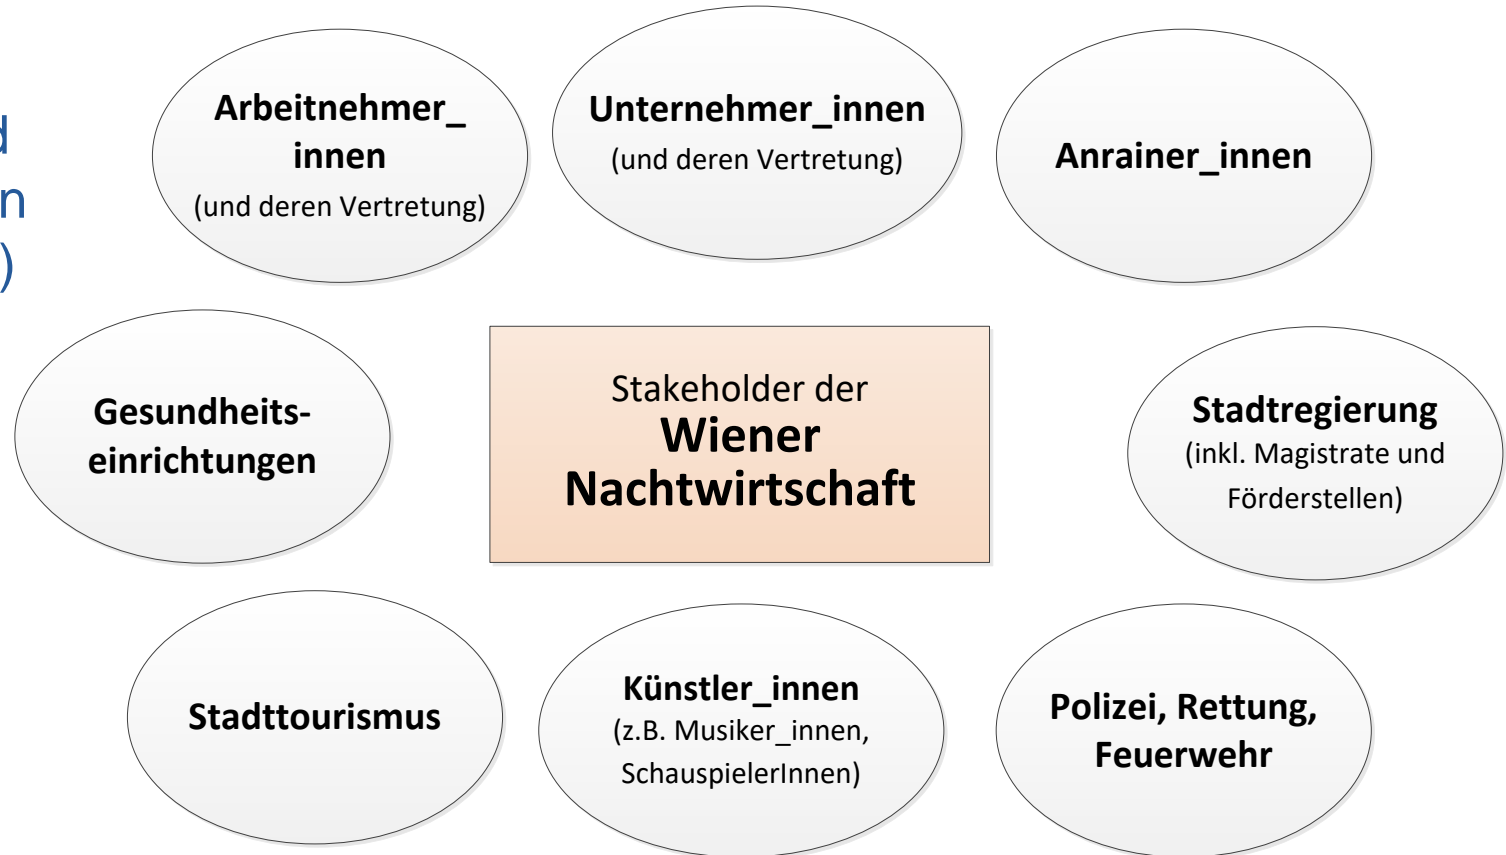 d
n
)
Arbeitnehmer_
innen
(und deren Vertretung)
Unternehmer_innen
(und deren Vertretung)
Anrainer_innen
Gesundheits-
einrichtungen
Stakeholder der
Wiener
Nachtwirtschaft
Stadtregierung
(inkl. Magistrate und
Förderstellen)
Stadttourismus
Künstler_innen
(z.B. Musiker_innen,
SchauspielerInnen)
Polizei, Rettung,
Feuerwehr